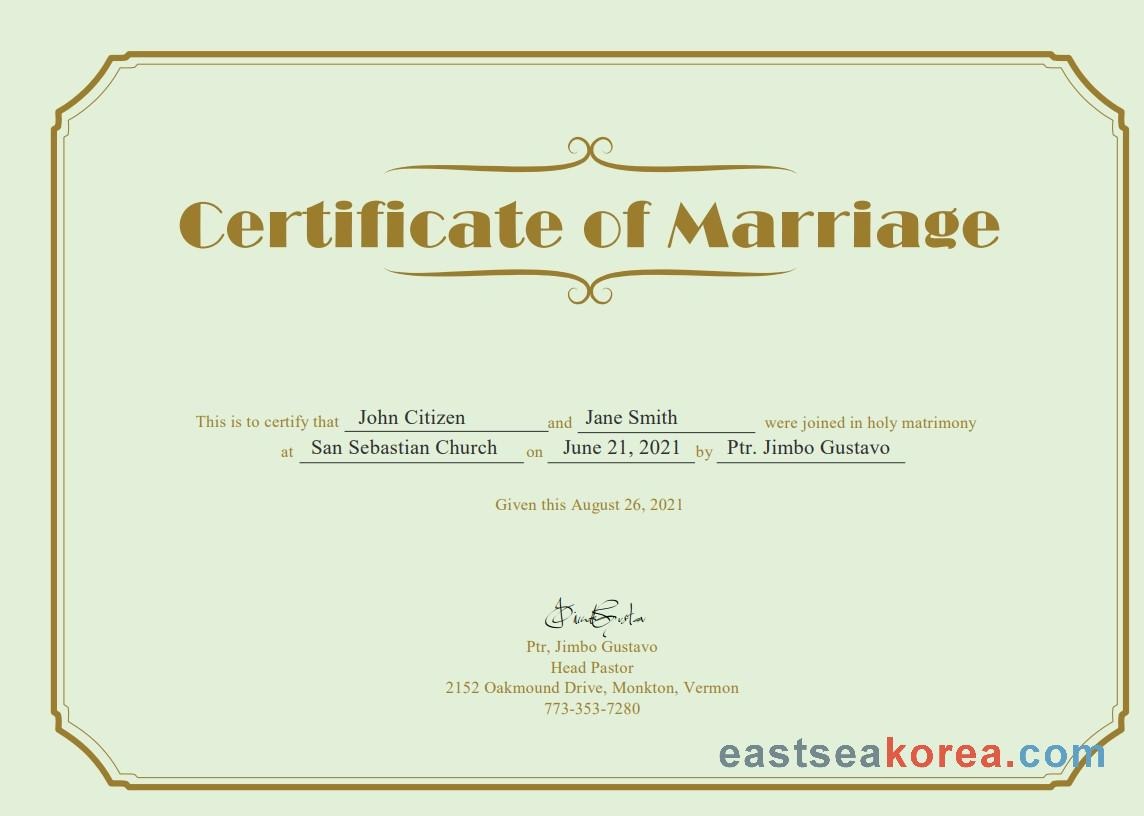 Certificate of Marriage
This is to certify that John Citizen and Jane Smith were joined in holy matrimony
at San Sebastian Church on June 21, 2021 by Ptr. Jimbo Gustavo
Given this August 26, 2021
Ptr, Jimbo Gustavo
Head Pastor
2152 Oakmound Drive, Monkton, Vermon
773-353-7280
eastseakorea.com